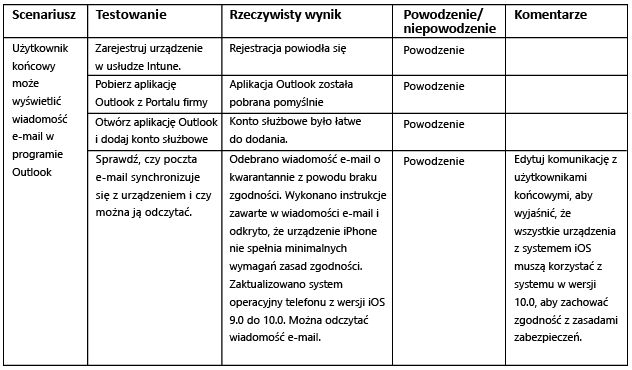 Scenariusz
Testowanie
Rzeczywisty wynik
Powodzenie/
niepowodzenie
Komentarze
Użytkownik
końcowy
może
wyświetlić
wiadomość
e-mail w
programie
Outlook
Zarejestruj urządzenie
w usłudze Intune.
Rejestracja powiodła się
Powodzenie
Pobierz aplikację
Outlook z Portalu firmy
Aplikacja Outlook została
pobrana pomyślnie
Powodzenie
Otwórz aplikację Outlook
i dodaj konto służbowe
Konto służbowe było łatwe
do dodania.
Powodzenie
Sprawdź, czy poczta
e-mail synchronizuje
się z urządzeniem i czy
można ją odczytać.
Odebrano wiadomość e-mail o
kwarantannie z powodu braku
zgodności. Wykonano instrukcje
zawarte w wiadomości e-mail i
odkryto, że urządzenie iPhone
nie spełnia minimalnych
wymagań zasad zgodności.
Zaktualizowano system
operacyjny telefonu z wersji iOS
9.0 do 10.0. Można odczytać
wiadomość e-mail.
Powodzenie
Edytuj komunikację z
użytkownikami
końcowymi, aby
wyjaśnić, że
wszystkie urządzenia
z systemem iOS
muszą korzystać z
systemu w wersji
10.0, aby zachować
zgodność z zasadami
zabezpieczeń.